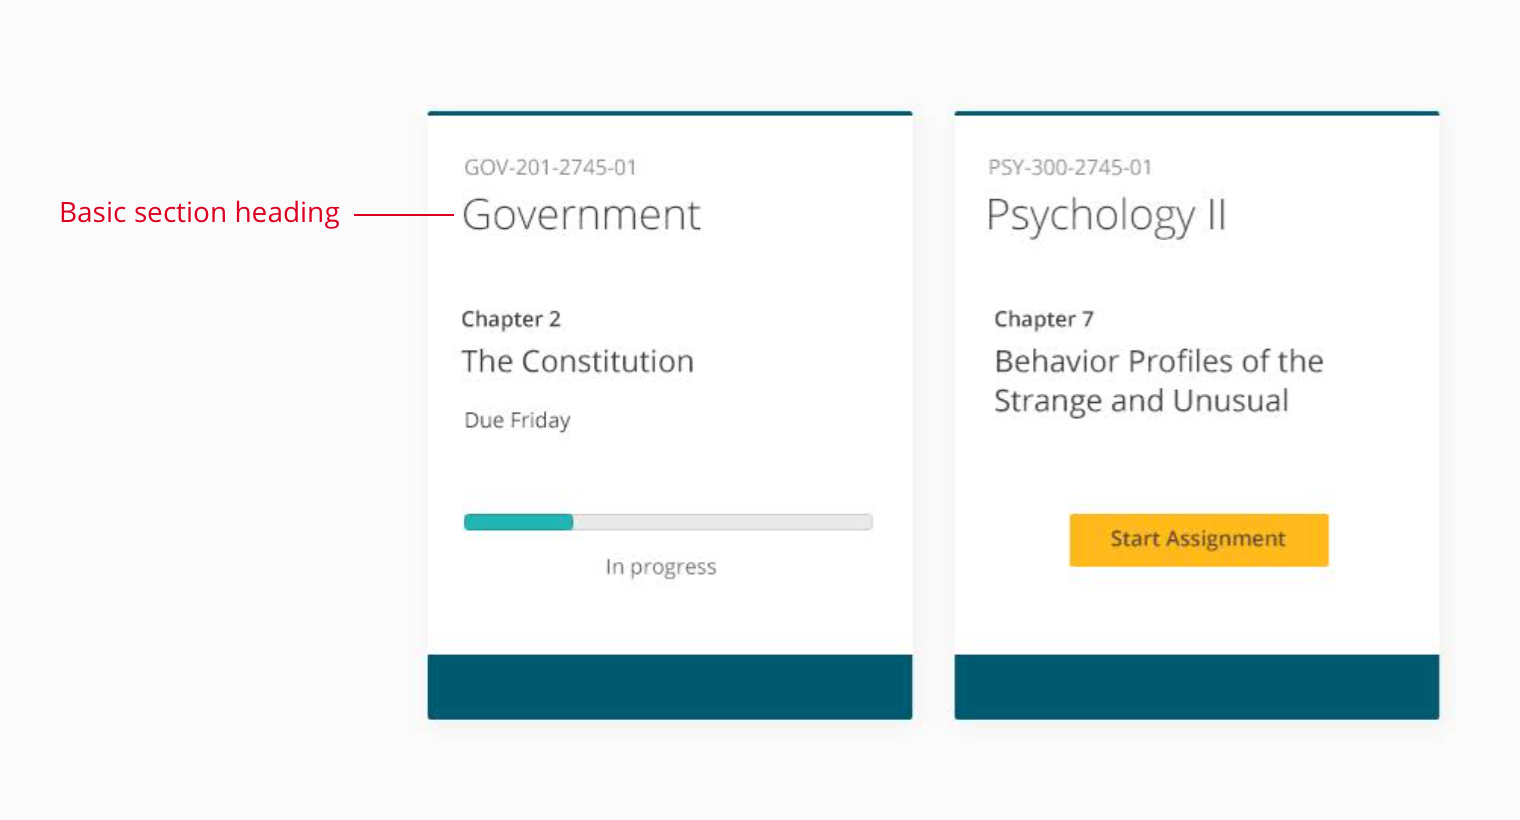 Basic section heading
GOV-201-2745-01
Government
Chapter 2
The Constitution
Due Friday
In progress
PSY-300-2745-01
Psychology II
Chapter 7
Behavior Profiles of the
Strange and Unusual
Start Assignment